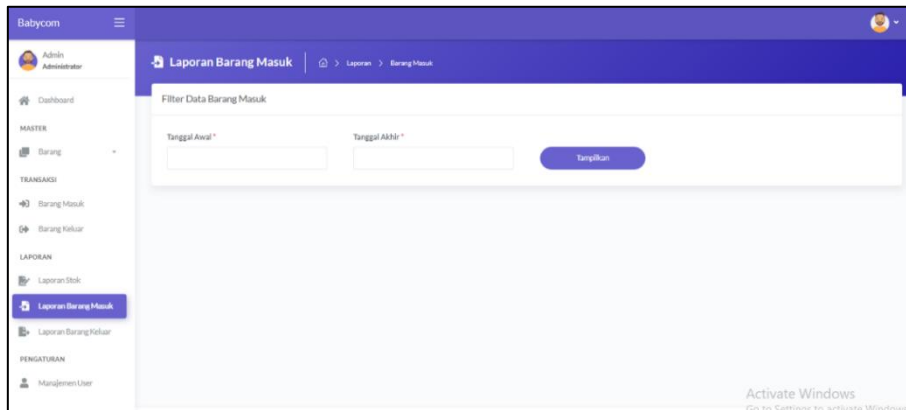 Babycom
Admin
Administrator
Dashboard
MASTER
Barang
TRANSAKSI
Barang Masuk
Barang Keluar
LAPORAN
Laporan Stok
Laporan Barang Masuk
Laporan Barang Keluar
PENGATURAN
Manajemen User
Laporan Barang Masuk
> Laporan > Barang Masuk
Filter Data Barang Masuk
Tanggal Awal *
Tanggal Akhir *
Tampilkan
Activate Windows
Go to Settings to activate Windows